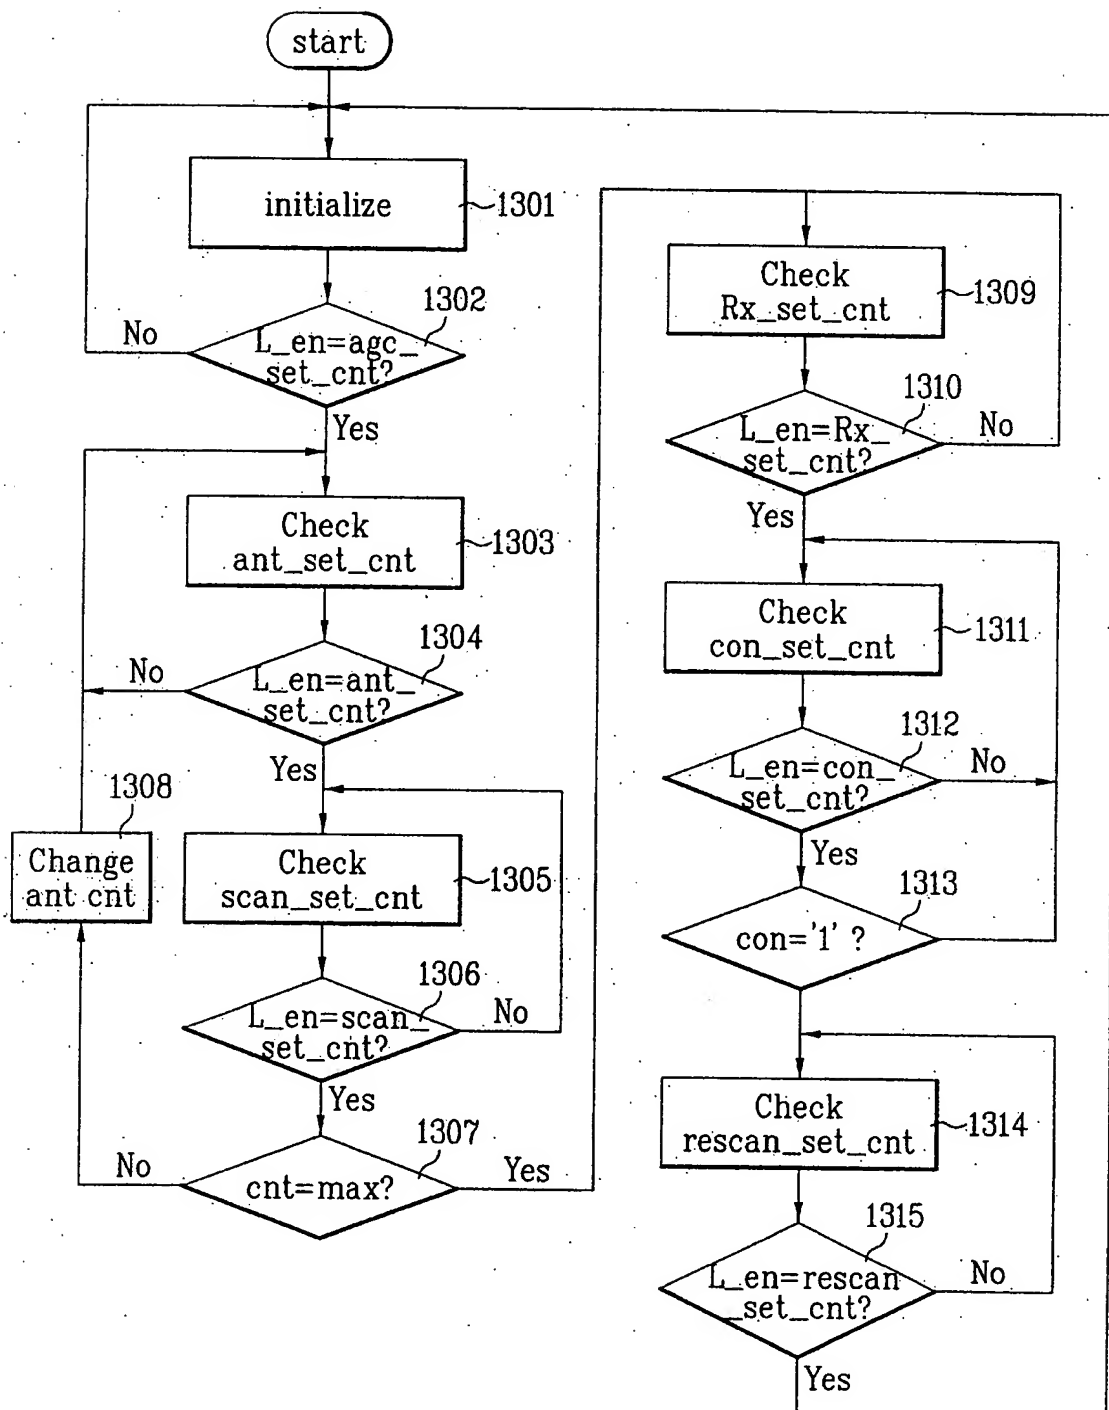 start
initialize
1301
1302
L_en=agc_
set_cnt?
No
Yes
Check
ant_set_cnt
1303
1304
L_en=ant_
set_cnt?
No
Yes
1308
Change
ant cnt
Check
scan_set_cnt
1305
1306
L_en=scan_
set_cnt?
No
Yes
1307
cnt=max?
No
Yes
Check
Rx_set_cnt
1309
1310
L_en=Rx_
set_cnt?
No
Yes
Check
con_set_cnt
1311
1312
L_en=con_
set_cnt?
No
Yes
1313
con='1' ?
Check
rescan_set_cnt
1314
1315
L_en=rescan
_set_cnt?
No
Yes